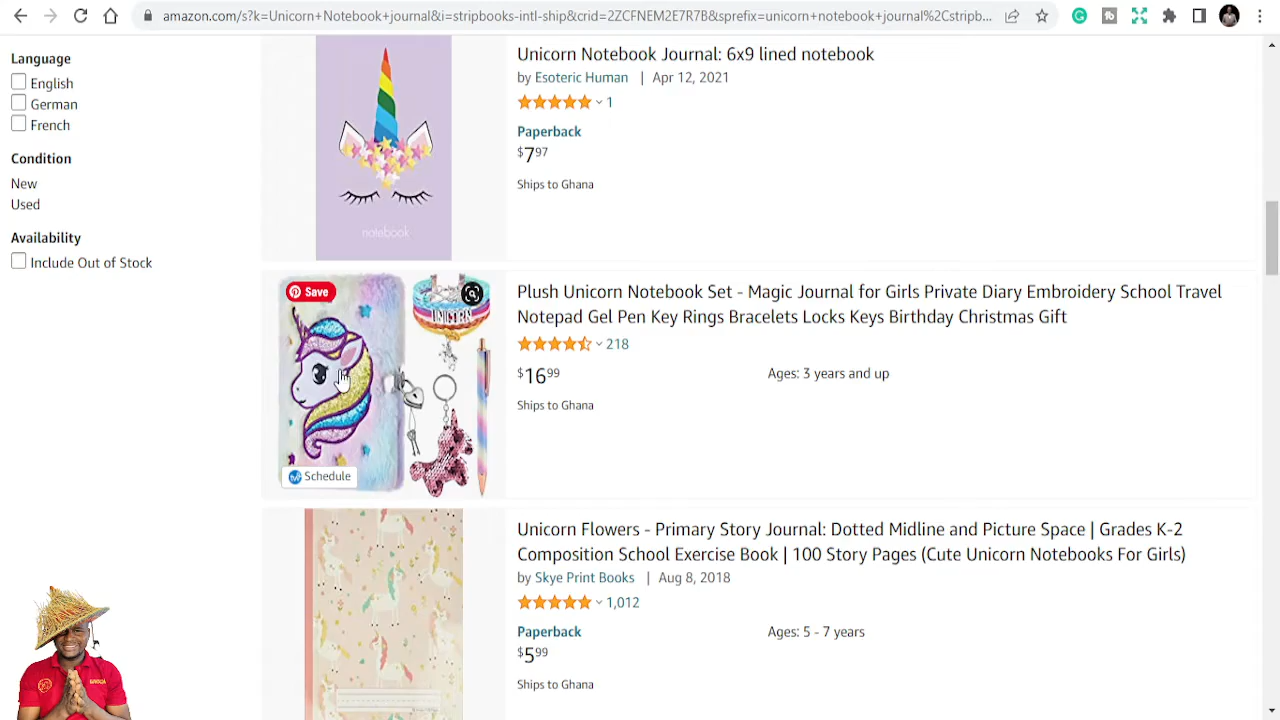 amazon.com/s?k=Unicorn+Notebook+journal&i=stripbooks-intl-ship&crid=2ZCFNEM2E7R7B&sprefix=unicorn+notebook+journal%2Cstripb...
Language
English
German
French
Condition
New
Used
Availability
Include Out of Stock
notebook
Unicorn Notebook Journal: 6x9 lined notebook
by Esoteric Human | Apr 12, 2021
1
Paperback
$7.97
Ships to Ghana
Save
UNICORN
Schedule
Plush Unicorn Notebook Set - Magic Journal for Girls Private Diary Embroidery School Travel
Notepad Gel Pen Key Rings Bracelets Locks Keys Birthday Christmas Gift
218
$16.99 Ages: 3 years and up
Ships to Ghana
Unicorn Flowers - Primary Story Journal: Dotted Midline and Picture Space | Grades K-2
Composition School Exercise Book | 100 Story Pages (Cute Unicorn Notebooks For Girls)
by Skye Print Books | Aug 8, 2018
1,012
Paperback Ages: 5 - 7 years
$5.99
Ships to Ghana